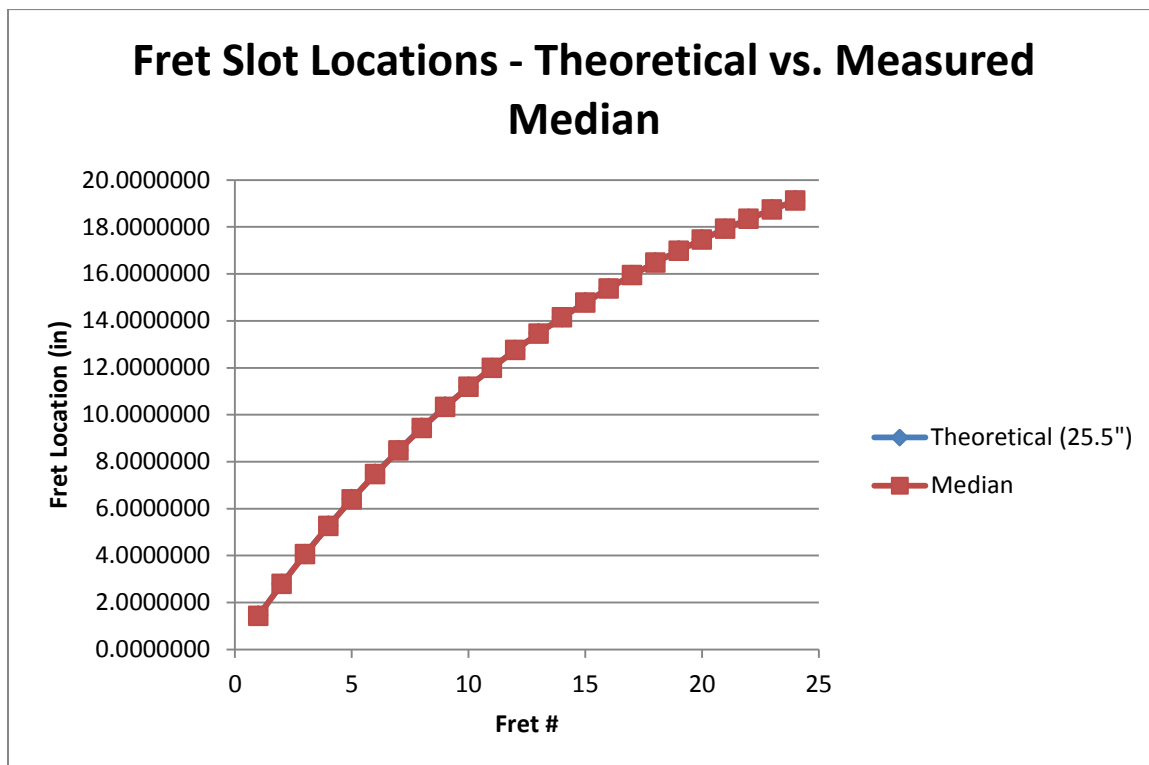 Fret Slot Locations - Theoretical vs. Measured
Median
20.0000000
18.0000000
16.0000000
14.0000000
12.0000000
10.0000000
8.0000000
6.0000000
4.0000000
2.0000000
0.0000000
Fret Location (in)
0 5 10 15 20 25
Fret #
Theoretical (25.5")
Median